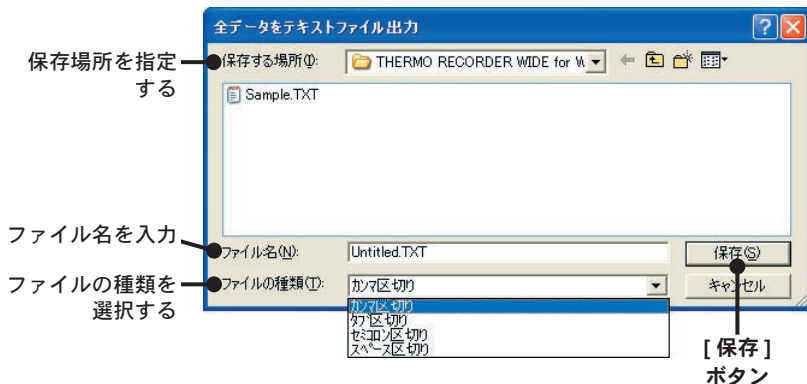 全データをテキストファイル出力
保存場所を指定
する
保存する場所(I):
THERMO RECORDER WIDE for W
Sample.TXT
ファイル名を入力
ファイル名(N):
Untitled.TXT
保存(S)
ファイルの種類を
選択する
ファイルの種類(T):
カンマ区切り
キャンセル
カンマ区切り
タブ区切り
セミコロン区切り
スペース区切り
[ 保存 ]
ボタン